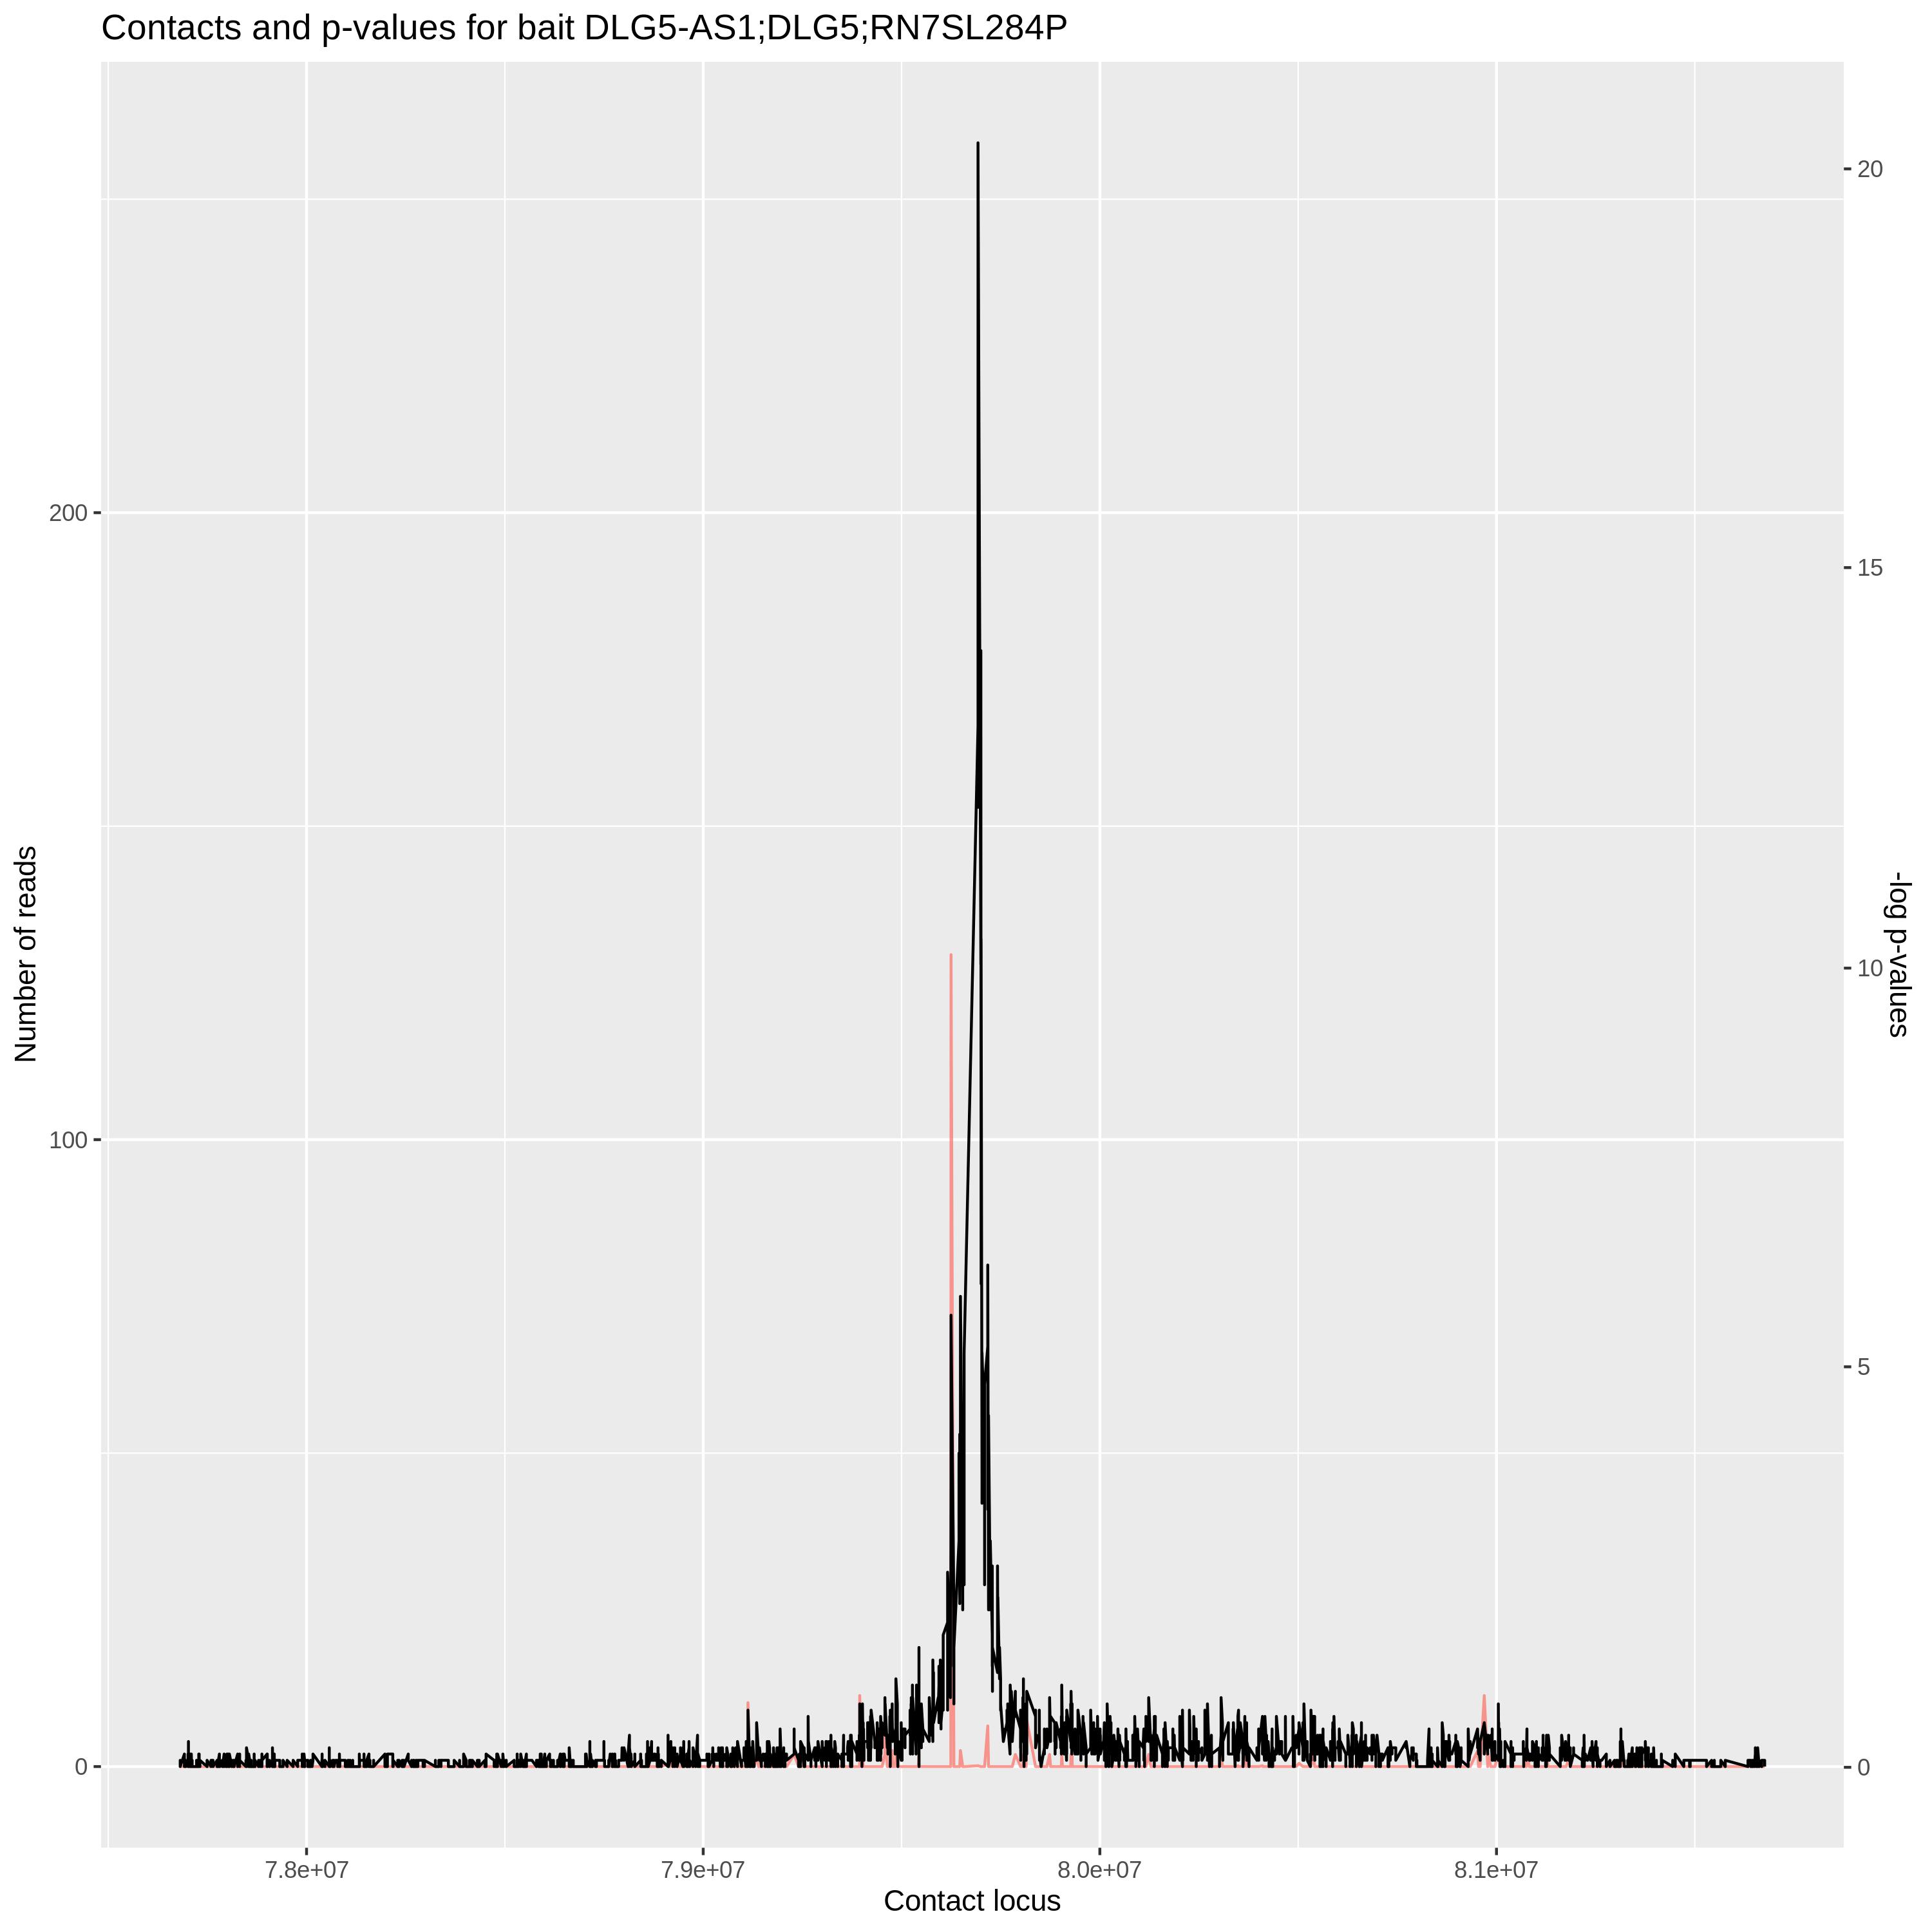 Contacts and p-values for bait DLG5-AS1;DLG5;RN7SL284P
20
200
15
Number of reads
-log p-values
10
100
5
0
0
7.8e+07
7.9e+07
8.0e+07
8.1e+07
Contact locus